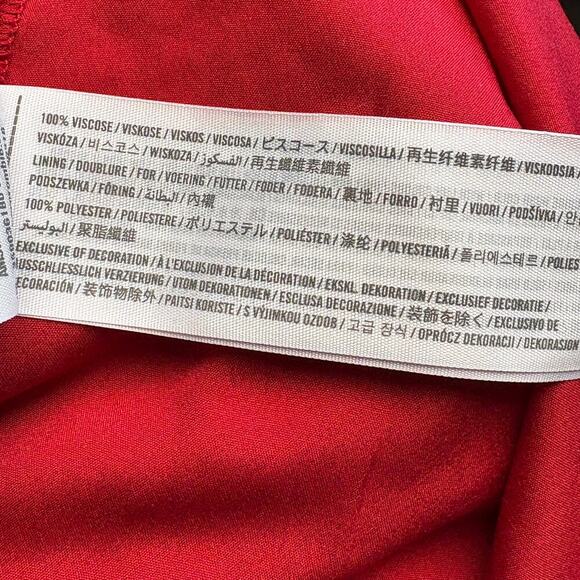 100% VISCOSE / VISKOSE / VISKOS / VISCOSA / ビスコース / VISCOSILLA / 再生纤维素纤维 / VISKOOSIA /
VISKÓZA / 비스코스 / WISKOZA / الفسكوز / 再生纖維素纖維
LINING / DOUBLURE / FOR / VOERING / FUTTER / FODER / FODERA / 裏地 / FORRO / 衬里 / VUORI / PODŠÍVKA / 안
PODSZEWKA / FÖRING / البطانة / 內襯
100% POLYESTER / POLIESTERE / ポリエステル / POLIÉSTER / 涤纶 / POLYESTERIÄ / 폴리에스테르 / POLIES
البوليستر / 聚脂纖維
EXCLUSIVE OF DECORATION / À L'EXCLUSION DE LA DÉCORATION / EKSKL. DEKORATION / EXCLUSIEF DECORATIE /
AUSSCHLIESSLICH VERZIERUNG / UTOM DEKORATIONEN / ESCLUSA DECORAZIONE / 装飾を除く / EXCLUSIVO DE
DECORACIÓN / 装饰物除外 / PAITSI KORISTE / S VÝJIMKOU OZDOB / 고급 장식 / OPRÓCZ DEKORACJI / DEKORASION